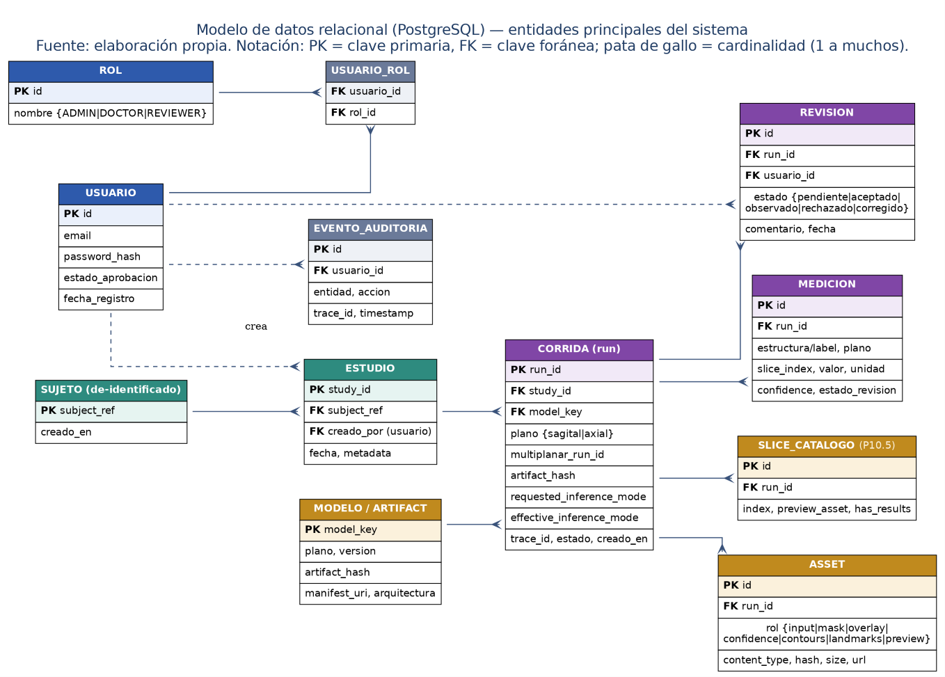 Modelo de datos relacional (PostgreSQL) — entidades principales del sistema
Fuente: elaboración propia. Notación: PK = clave primaria, FK = clave foránea; pata de gallo = cardinalidad (1 a muchos).
ROL
PK id
nombre {ADMIN|DOCTOR|REVIEWER}
USUARIO_ROL
FK usuario_id
FK rol_id
REVISION
PK id
FK run_id
FK usuario_id
estado {pendiente|aceptado|
observado|rechazado|corregido}
comentario, fecha
USUARIO
PK id
email
password_hash
estado_aprobacion
fecha_registro
EVENTO_AUDITORIA
PK id
FK usuario_id
entidad, accion
trace_id, timestamp
crea
MEDICION
PK id
FK run_id
estructura/label, plano
slice_index, valor, unidad
confidence, estado_revision
CORRIDA (run)
PK run_id
FK study_id
FK model_key
plano {sagital|axial}
multiplanar_run_id
artifact_hash
requested_inference_mode
effective_inference_mode
trace_id, estado, creado_en
ESTUDIO
PK study_id
FK subject_ref
FK creado_por (usuario)
fecha, metadata
SUJETO (de-identificado)
PK subject_ref
creado_en
SLICE_CATALOGO (P10.5)
PK id
FK run_id
index, preview_asset, has_results
MODELO / ARTIFACT
PK model_key
plano, version
artifact_hash
manifest_uri, arquitectura
ASSET
PK id
FK run_id
rol {input|mask|overlay|
confidence|contours|landmarks|preview}
content_type, hash, size, url